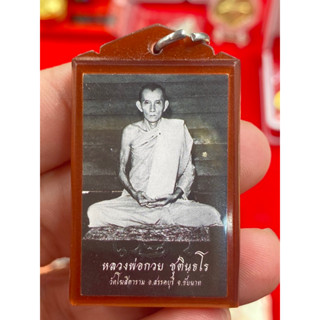 หลวงพ่อกวย ชุตินฺธโร
วัดโฆสิตาราม อ.สรรคบุรี จ.ชัยนาท